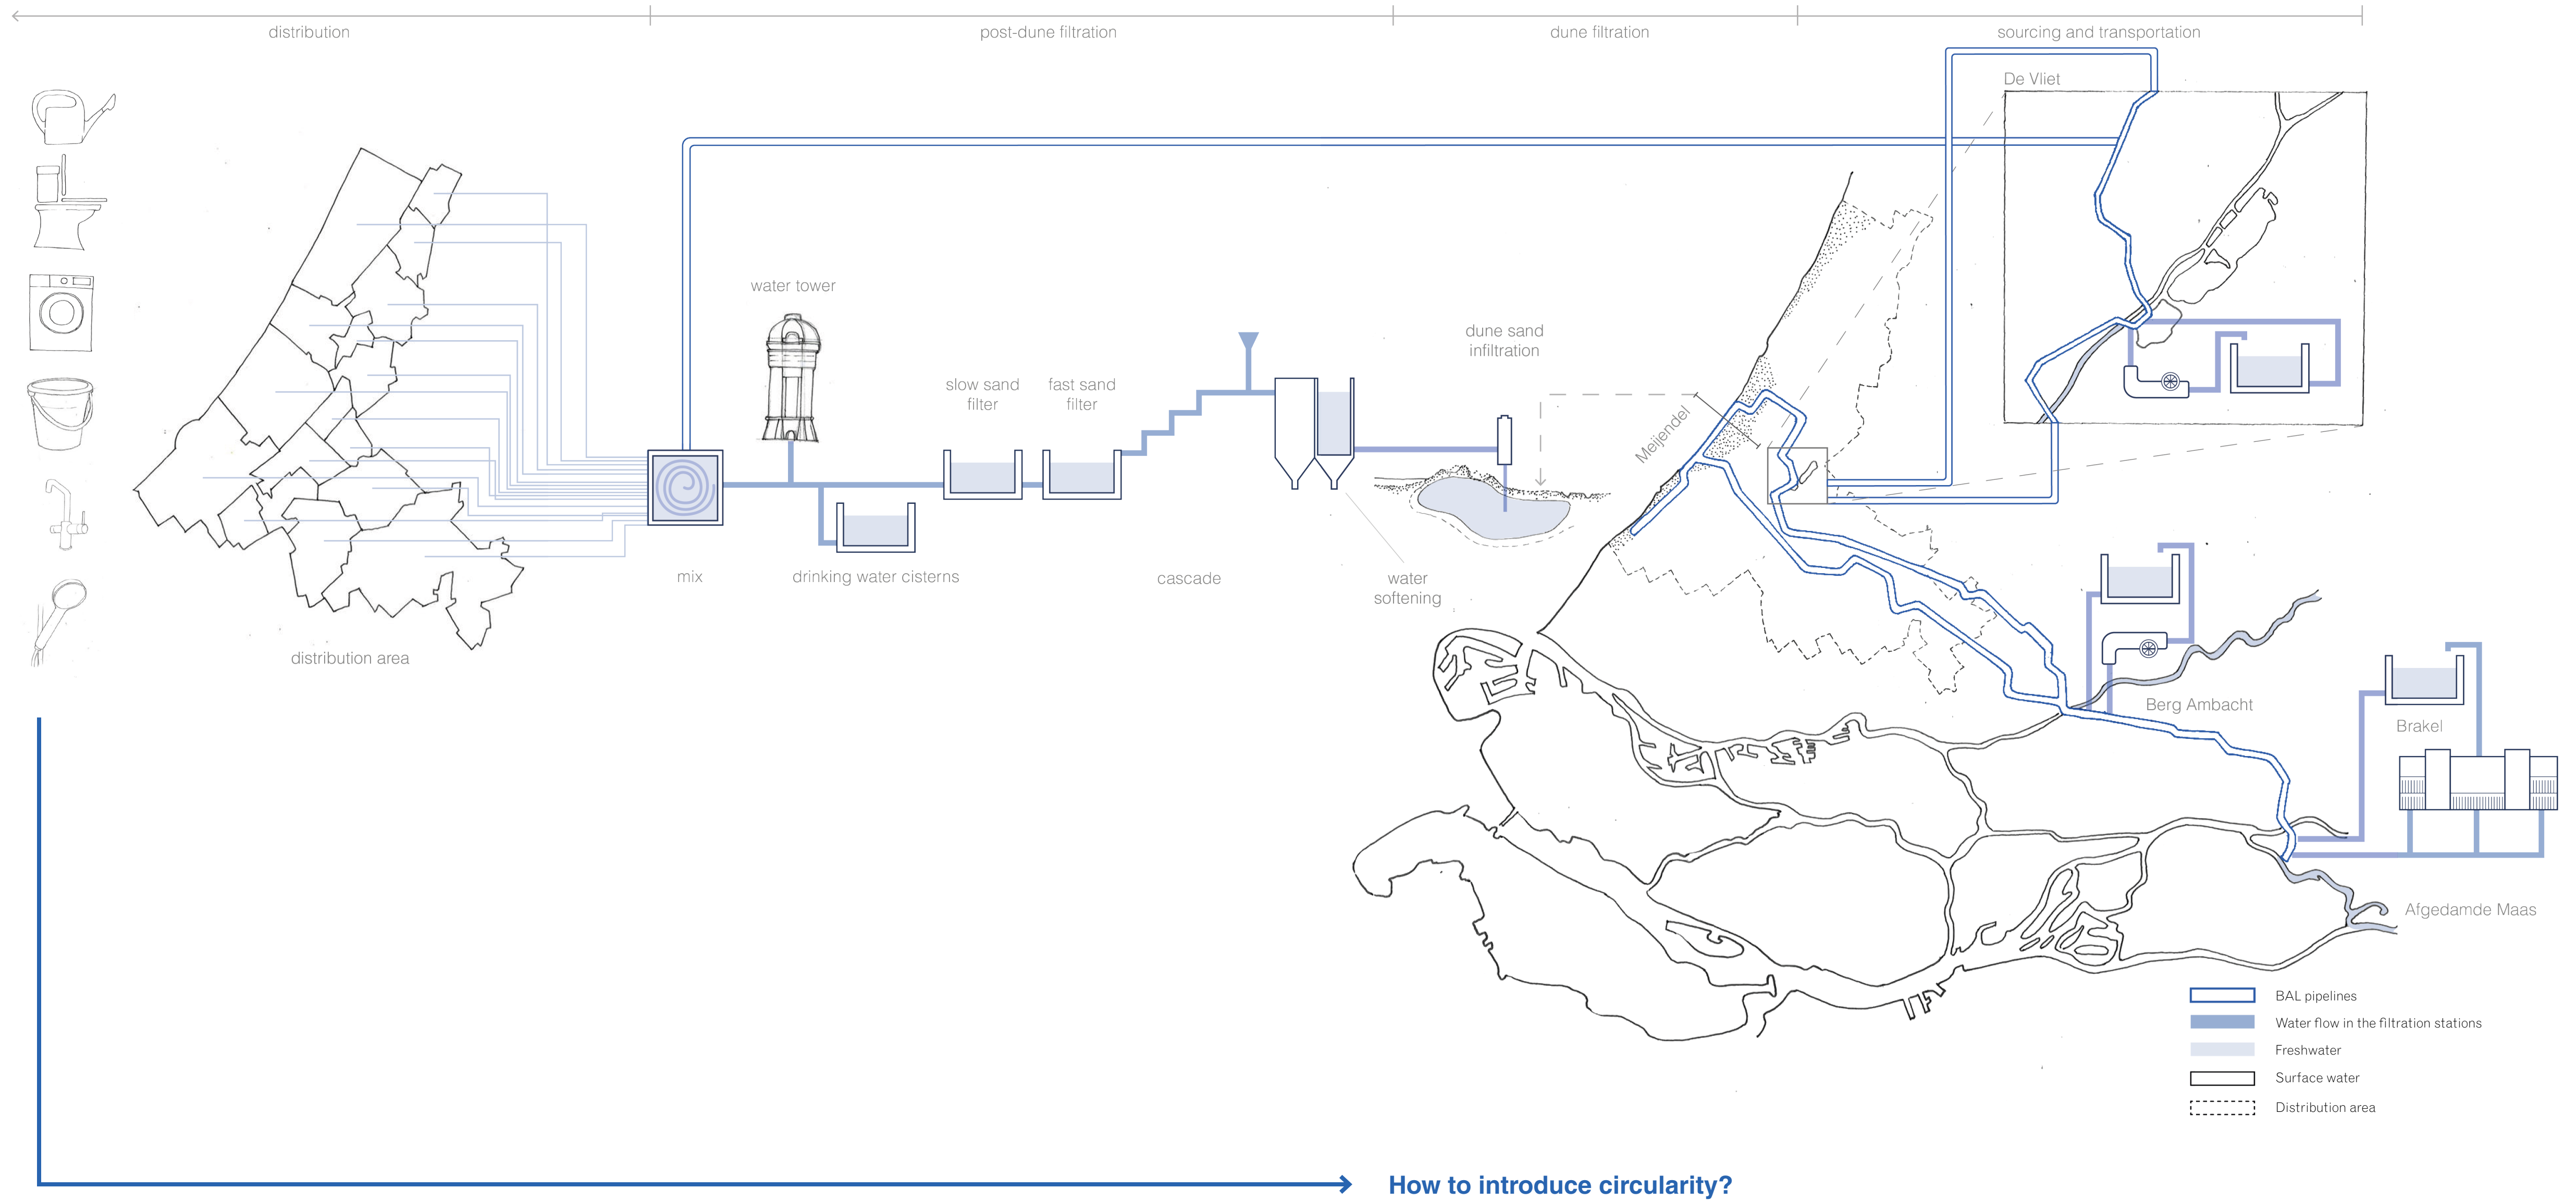 distribution
post-dune filtration
dune filtration
sourcing and transportation
De Vliet
water tower
dune sand
infiltration
slow sand
filter
fast sand
filter
Meijendel
mix
drinking water cisterns
cascade
water
softening
distribution area
Berg Ambacht
Brakel
Afgedamde Maas
BAL pipelines
Water flow in the filtration stations
Freshwater
Surface water
Distribution area
How to introduce circularity?